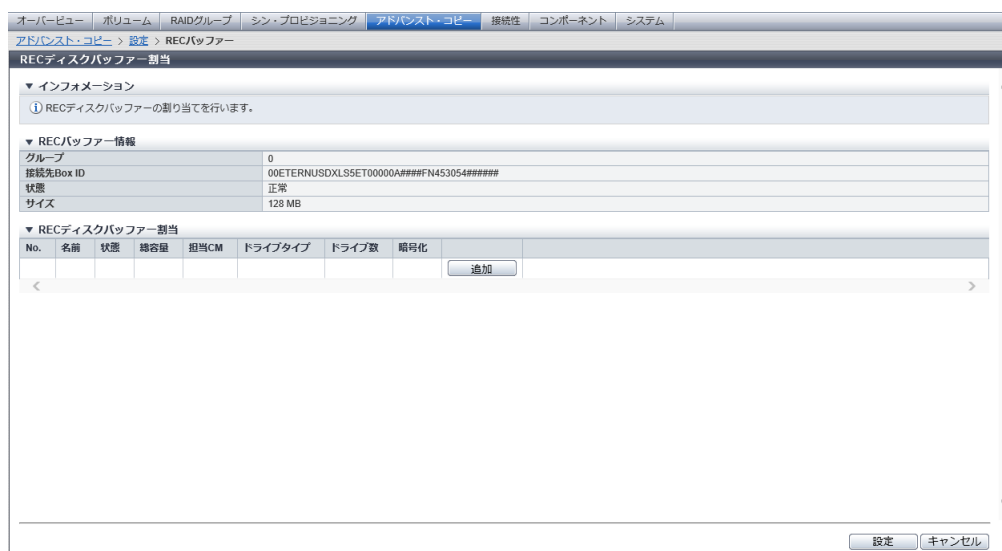 オーバービュー ボリューム RAIDグループ シン・プロビジョニング アドバンスト・コピー 接続性 コンポーネント システム
アドバンスト・コピー > 設定 > RECバッファー
RECディスクバッファー割当
▼ インフォメーション
RECディスクバッファーの割り当てを行います。
▼ RECバッファー情報
グループ 0
接続先Box ID 00ETERNUSDXLS5ET00000A####FN453054######
状態 正常
サイズ 128 MB
▼ RECディスクバッファー割当
No. 名前 状態 総容量 担当CM ドライブタイプ ドライブ数 暗号化
追加
設定 キャンセル